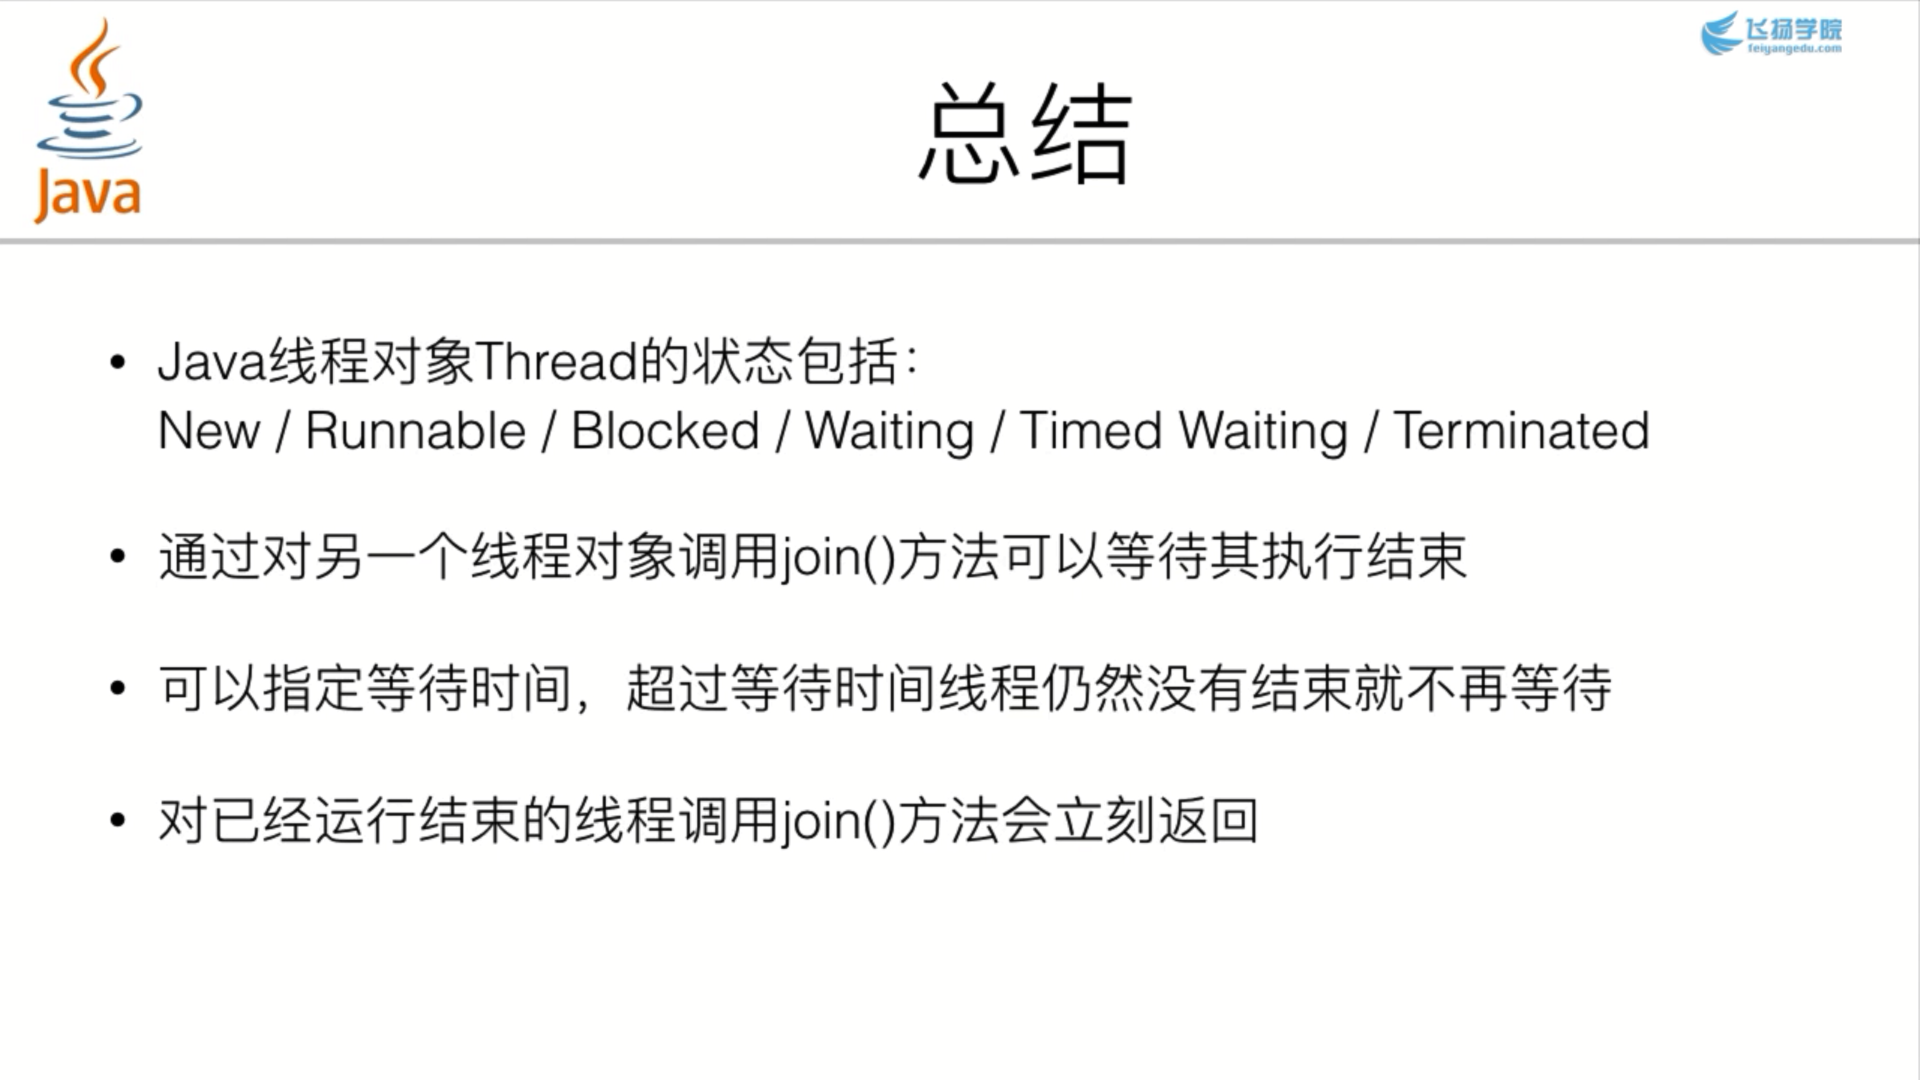 Java
飞扬学院
feiyangedu.com
总结
• Java线程对象Thread的状态包括：
New / Runnable / Blocked / Waiting / Timed Waiting / Terminated
• 通过对另一个线程对象调用join()方法可以等待其执行结束
• 可以指定等待时间，超过等待时间线程仍然没有结束就不再等待
• 对已经运行结束的线程调用join()方法会立刻返回